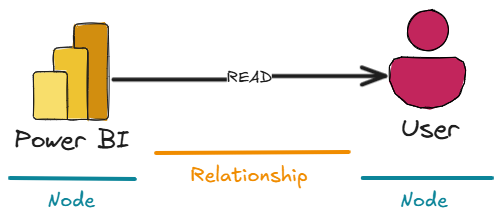 READ
Power BI
User
Relationship
Node
Node